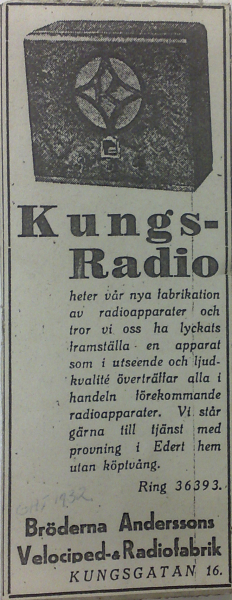 Kungs-
Radio
heter vår nya fabrikation
av radioapparater och
tror vi oss ha lyckats
framställa en apparat
som i utseende och ljud-
kvalité överträffar alla i
handeln förekommande
radioapparater. Vi står
gärna till tjänst med
provning i Edert hem
utan köptvång.
Ring 36393.
1932
Bröderna Anderssons
Velociped- & Radiofabrik
KUNGSGATAN 16.